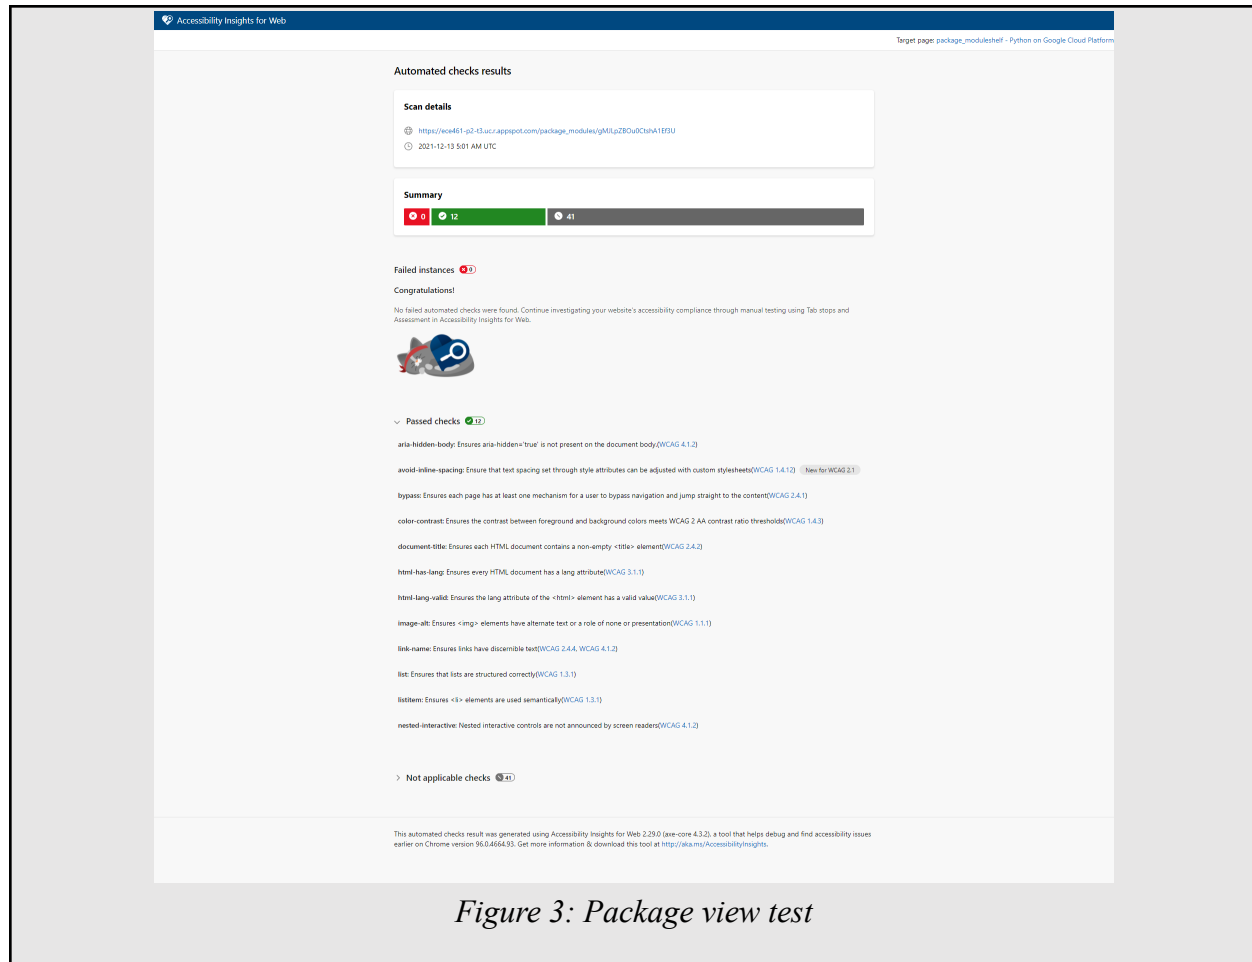 Accessibility Insights for Web
Target page: package_moduleshelf - Python on Google Cloud Platform
Automated checks results
Scan details
2021-12-13 5:01 AM UTC
Summary
0 12 41
Failed instances 0
Congratulations!
No failed automated checks were found. Continue investigating your website's accessibility compliance through manual testing using Tab stops and
Assessment in Accessibility Insights for Web.
Passed checks 12
aria-hidden-body: Ensures aria-hidden='true' is not present on the document body.(WCAG 4.1.2)
avoid-inline-spacing: Ensure that text spacing set through style attributes can be adjusted with custom stylesheets(WCAG 1.4.12) New for WCAG 2.1
bypass: Ensures each page has at least one mechanism for a user to bypass navigation and jump straight to the content(WCAG 2.4.1)
color-contrast: Ensures the contrast between foreground and background colors meets WCAG 2 AA contrast ratio thresholds(WCAG 1.4.3)
document-title: Ensures each HTML document contains a non-empty <title> element(WCAG 2.4.2)
html-has-lang: Ensures every HTML document has a lang attribute(WCAG 3.1.1)
html-lang-valid: Ensures the lang attribute of the <html> element has a valid value(WCAG 3.1.1)
image-alt: Ensures <img> elements have alternate text or a role of none or presentation(WCAG 1.1.1)
link-name: Ensures links have discernible text(WCAG 2.4.4, WCAG 4.1.2)
list: Ensures that lists are structured correctly(WCAG 1.3.1)
listitem: Ensures <li> elements are used semantically(WCAG 1.3.1)
nested-interactive: Nested interactive controls are not announced by screen readers(WCAG 4.1.2)
Not applicable checks 41
This automated checks result was generated using Accessibility Insights for Web 2.29.0 (axe-core 4.3.2), a tool that helps debug and find accessibility issues
earlier on Chrome version 96.0.4664.93. Get more information & download this tool at http://aka.ms/AccessibilityInsights.
Figure 3: Package view test